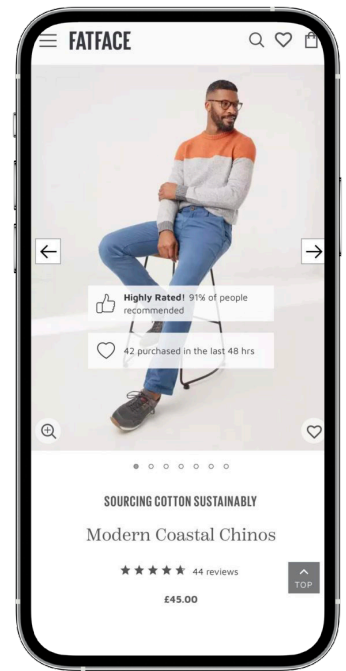 FATFACE
Highly Rated! 91% of people
recommended
42 purchased in the last 48 hrs
SOURCING COTTON SUSTAINABLY
Modern Coastal Chinos
44 reviews
TOP
£45.00